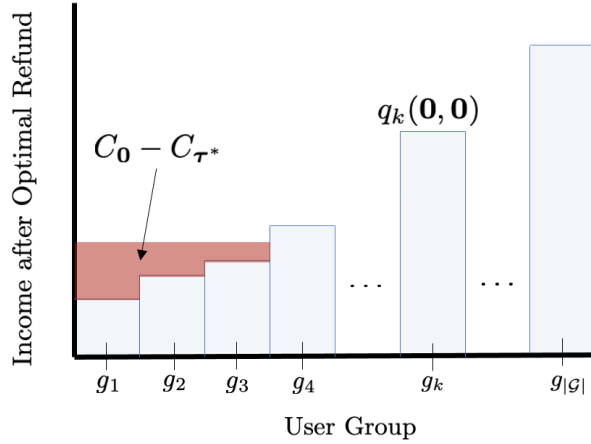 Income after Optimal Refund
q_k(𝟎, 𝟎)
C_𝟎 − C_𝝉*
... ...
g_1 g_2 g_3 g_4 g_k g_|𝒢|
User Group